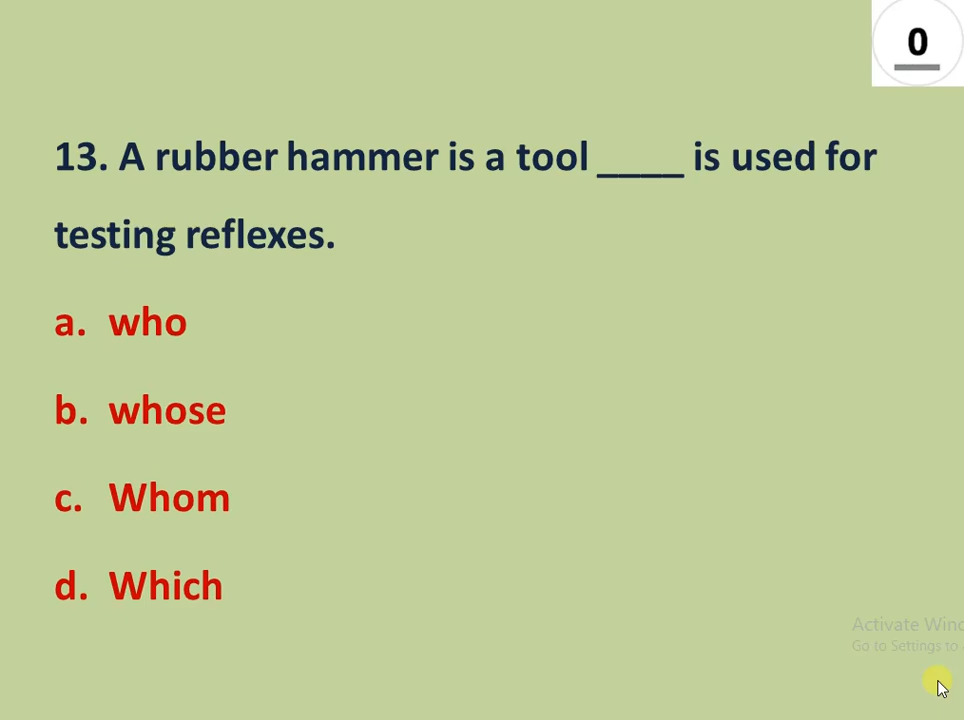 0
13. A rubber hammer is a tool ____ is used for
testing reflexes.
a. who
b. whose
c. Whom
d. Which
Activate Wind
Go to Settings to